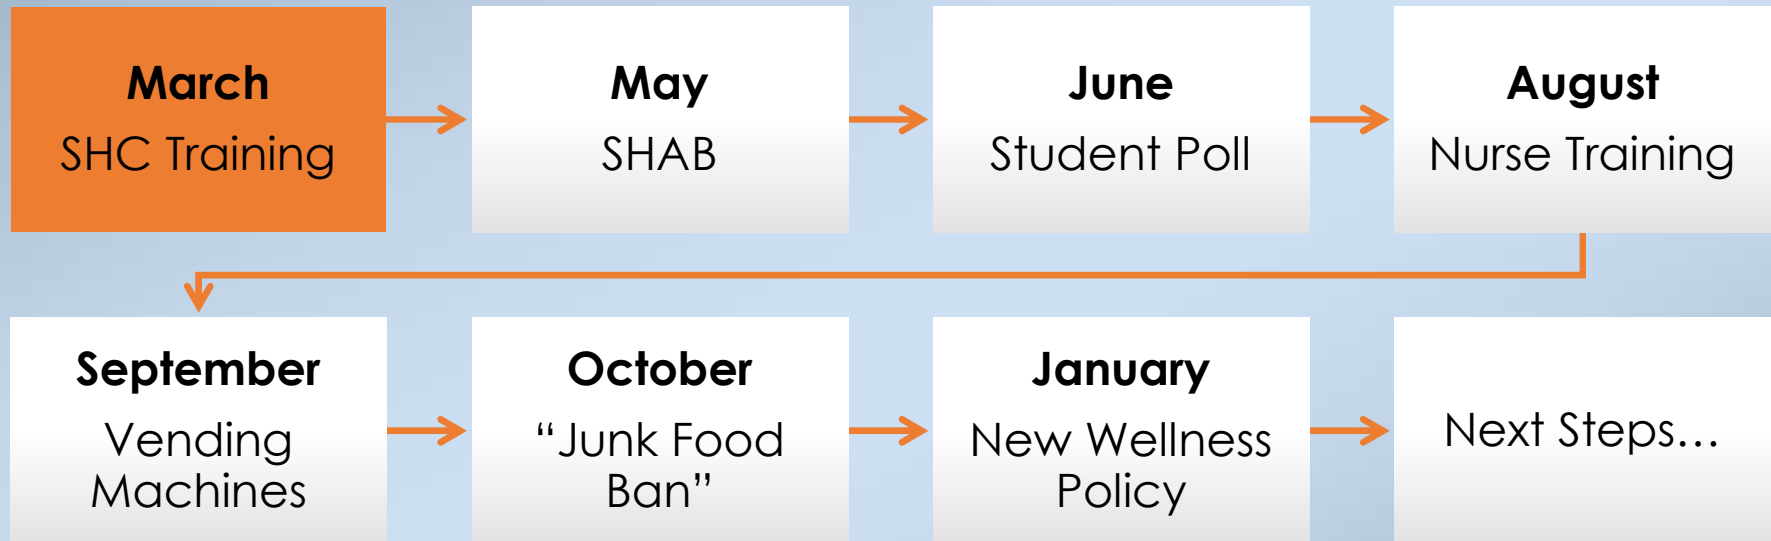 March
SHC Training
May
SHAB
June
Student Poll
August
Nurse Training
September
Vending
Machines
October
“Junk Food
Ban”
January
New Wellness
Policy
Next Steps…